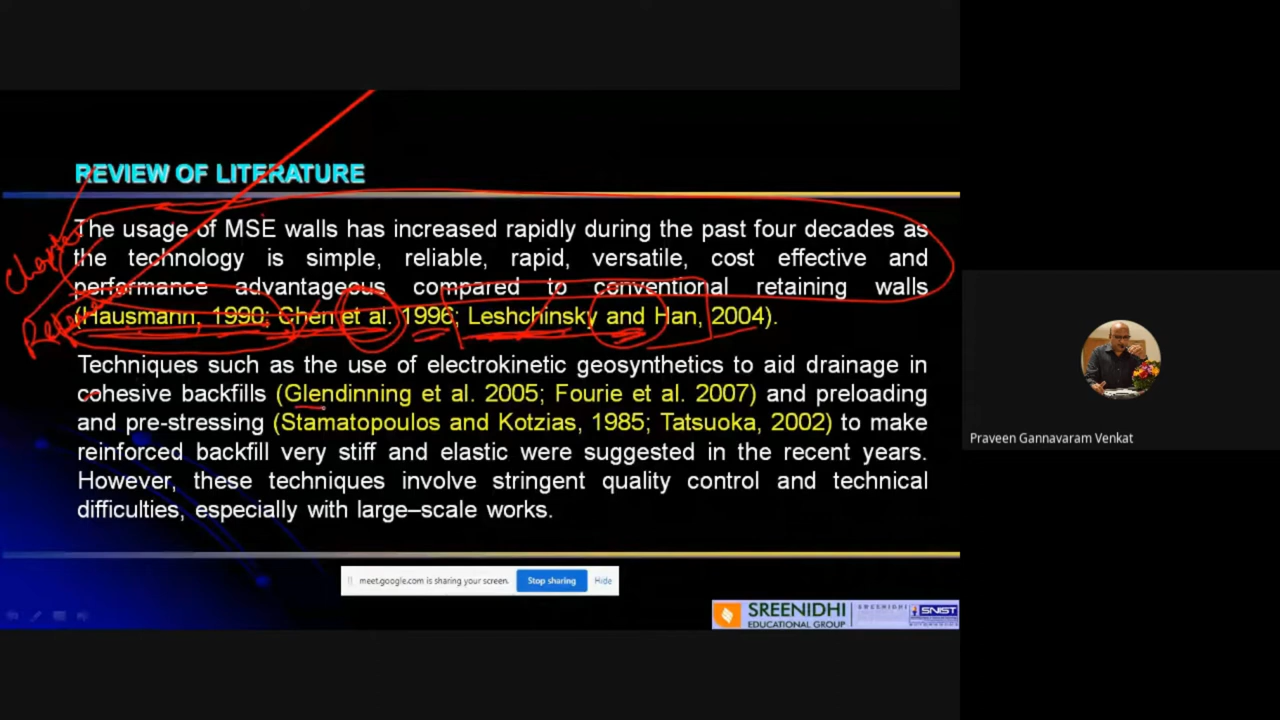 REVIEW OF LITERATURE
The usage of MSE walls has increased rapidly during the past four decades as
the technology is simple, reliable, rapid, versatile, cost effective and
performance advantageous compared to conventional retaining walls
(Hausmann, 1990; Chen et al. 1996; Leshchinsky and Han, 2004).
Chapter
Techniques such as the use of electrokinetic geosynthetics to aid drainage in
cohesive backfills (Glendinning et al. 2005; Fourie et al. 2007) and preloading
and pre-stressing (Stamatopoulos and Kotzias, 1985; Tatsuoka, 2002) to make
reinforced backfill very stiff and elastic were suggested in the recent years.
However, these techniques involve stringent quality control and technical
difficulties, especially with large–scale works.
Praveen Gannavaram Venkat
meet.google.com is sharing your screen. Stop sharing Hide
SREENIDHI
EDUCATIONAL GROUP
SREENIDHI
SNIST